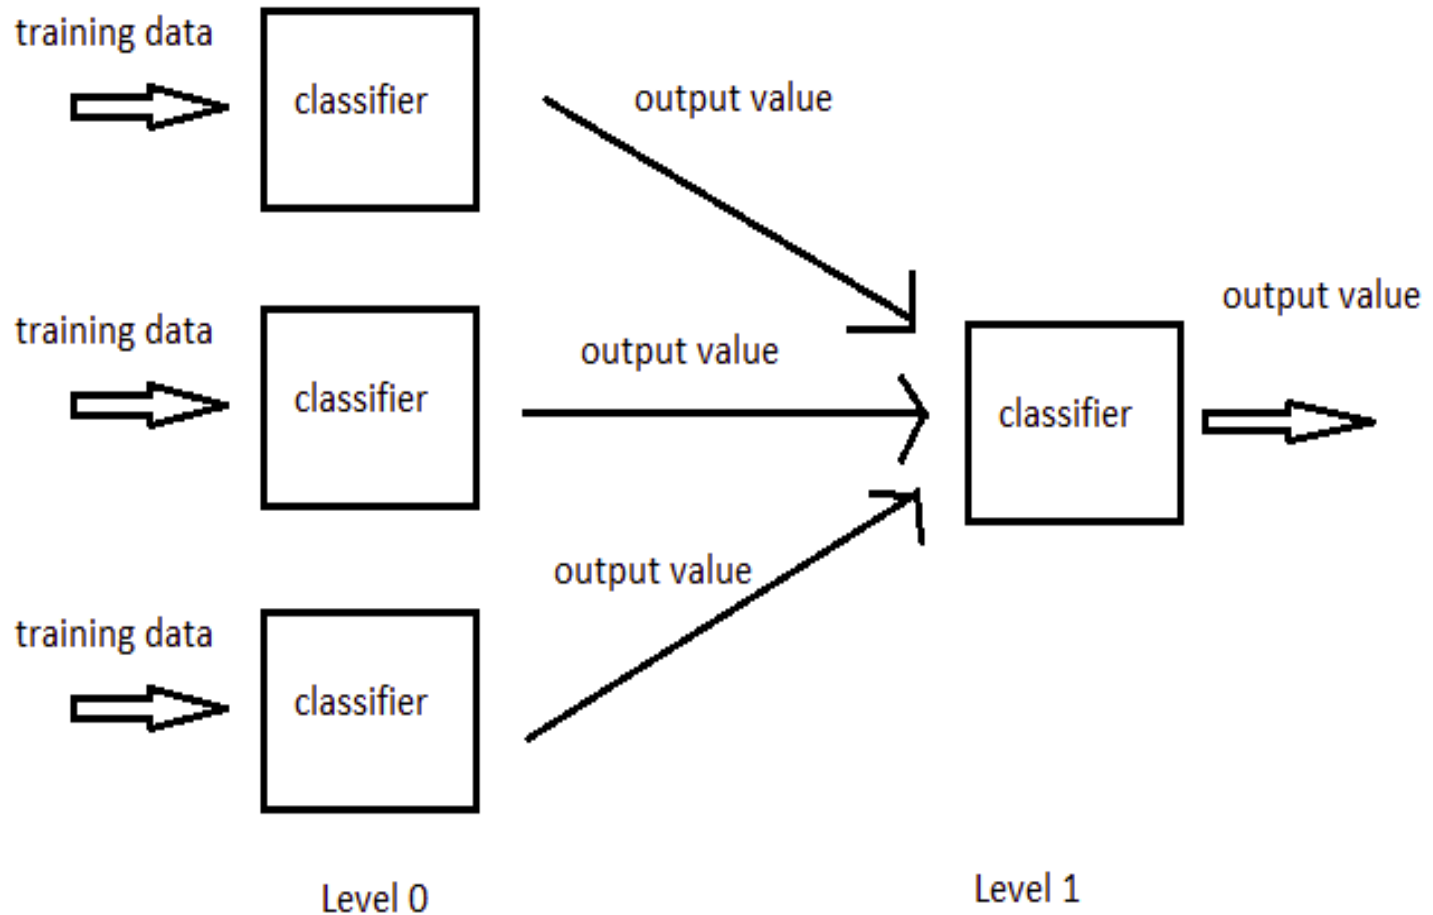 training data
classifier
output value
training data
classifier
output value
output value
classifier
training data
classifier
output value
Level 0
Level 1